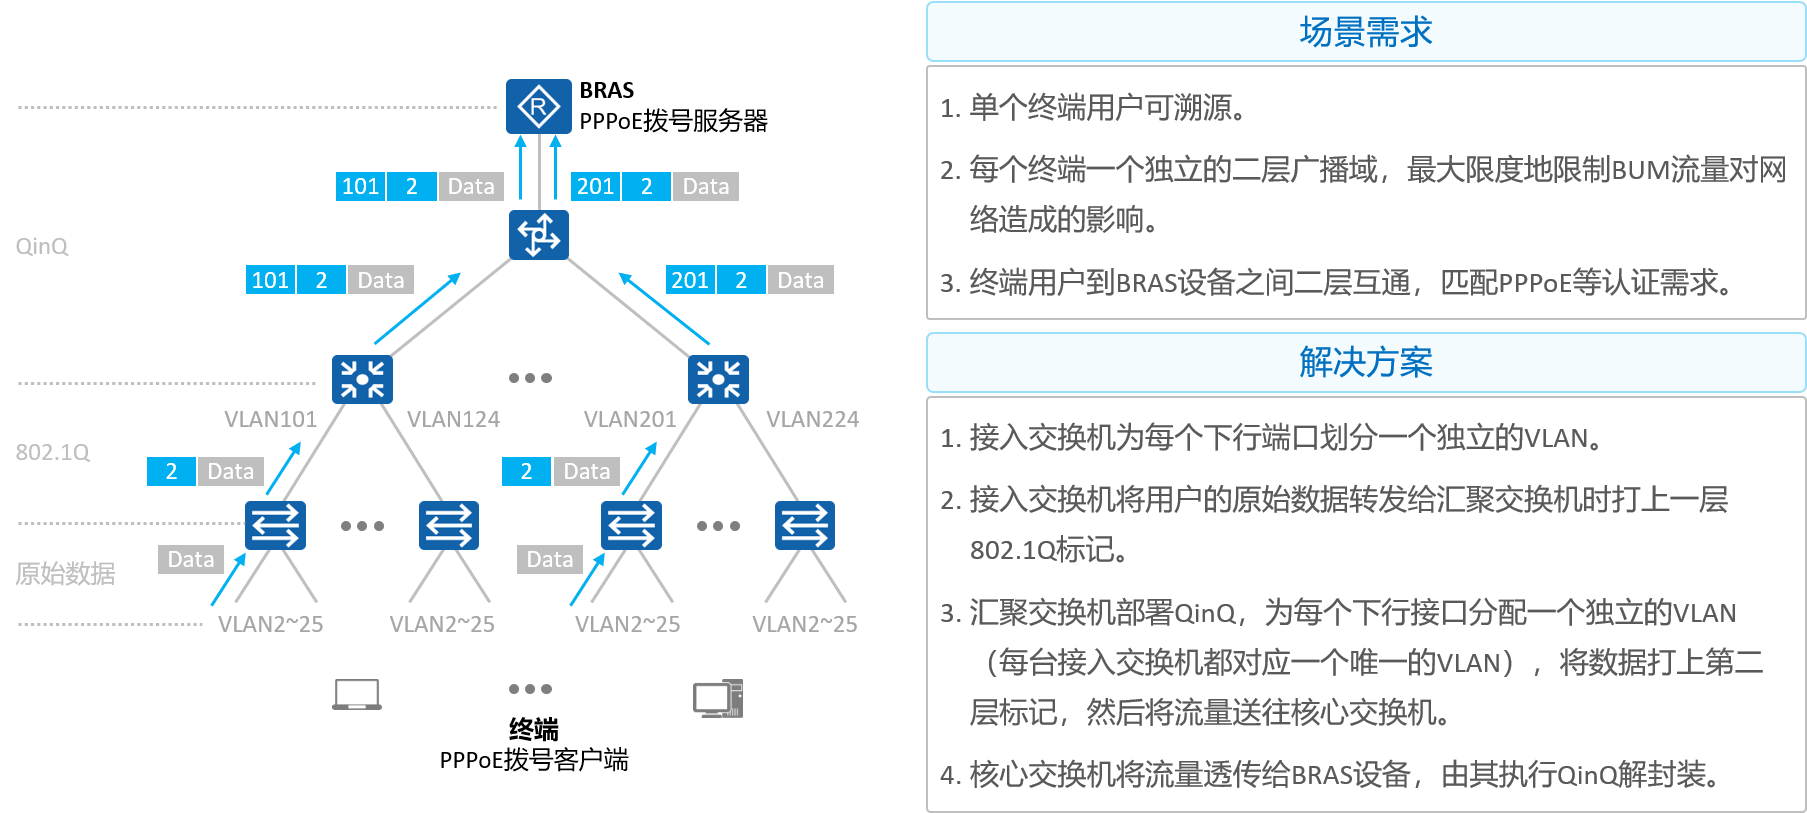 BRAS
PPPoE拨号服务器
101 2 Data
201 2 Data
QinQ
101 2 Data
201 2 Data
VLAN101
VLAN124
VLAN201
VLAN224
802.1Q
2 Data
2 Data
Data
Data
原始数据
VLAN2~25
VLAN2~25
VLAN2~25
VLAN2~25
终端
PPPoE拨号客户端
场景需求
1. 单个终端用户可溯源。
2. 每个终端一个独立的二层广播域，最大限度地限制BUM流量对网
络造成的影响。
3. 终端用户到BRAS设备之间二层互通，匹配PPPoE等认证需求。
解决方案
1. 接入交换机为每个下行端口划分一个独立的VLAN。
2. 接入交换机将用户的原始数据转发给汇聚交换机时打上一层
802.1Q标记。
3. 汇聚交换机部署QinQ，为每个下行接口分配一个独立的VLAN
（每台接入交换机都对应一个唯一的VLAN），将数据打上第二
层标记，然后将流量送往核心交换机。
4. 核心交换机将流量透传给BRAS设备，由其执行QinQ解封装。